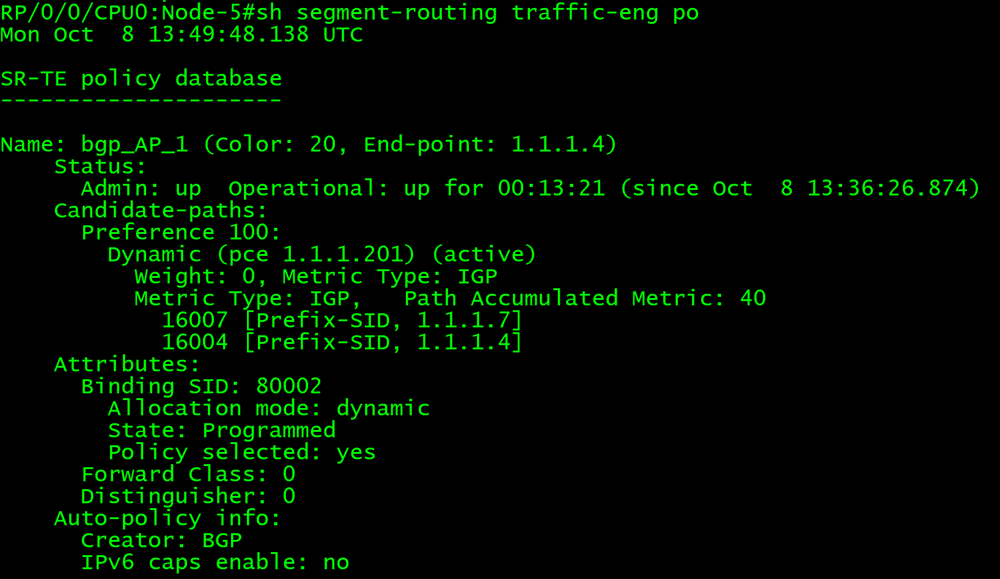 RP/0/0/CPU0:Node-5#sh segment-routing traffic-eng po
Mon Oct  8 13:49:48.138 UTC
SR-TE policy database
---------------------
Name: bgp_AP_1 (Color: 20, End-point: 1.1.1.4)
Status:
Admin: up  Operational: up for 00:13:21 (since Oct  8 13:36:26.874)
Candidate-paths:
Preference 100:
Dynamic (pce 1.1.1.201) (active)
Weight: 0, Metric Type: IGP
Metric Type: IGP,   Path Accumulated Metric: 40
16007 [Prefix-SID, 1.1.1.7]
16004 [Prefix-SID, 1.1.1.4]
Attributes:
Binding SID: 80002
Allocation mode: dynamic
State: Programmed
Policy selected: yes
Forward Class: 0
Distinguisher: 0
Auto-policy info:
Creator: BGP
IPv6 caps enable: no